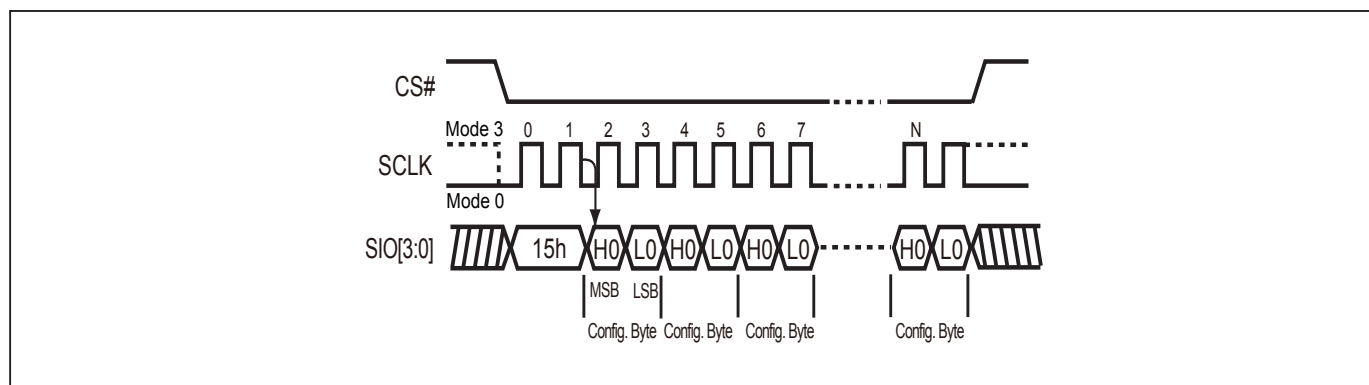 CS#
Mode 3 0 1 2 3 4 5 6 7 N
SCLK
Mode 0
SIO[3:0] 15h H0 L0 H0 L0 H0 L0 H0 L0
MSB LSB
Config. Byte Config. Byte Config. Byte Config. Byte